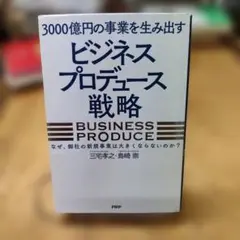 3000億円の事業を生み出す
ビジネス
プロデュース
戦略
BUSINESS
PRODUCE
なぜ、御社の新規事業は大きくならないのか?
三宅孝之・島崎 崇
PHP